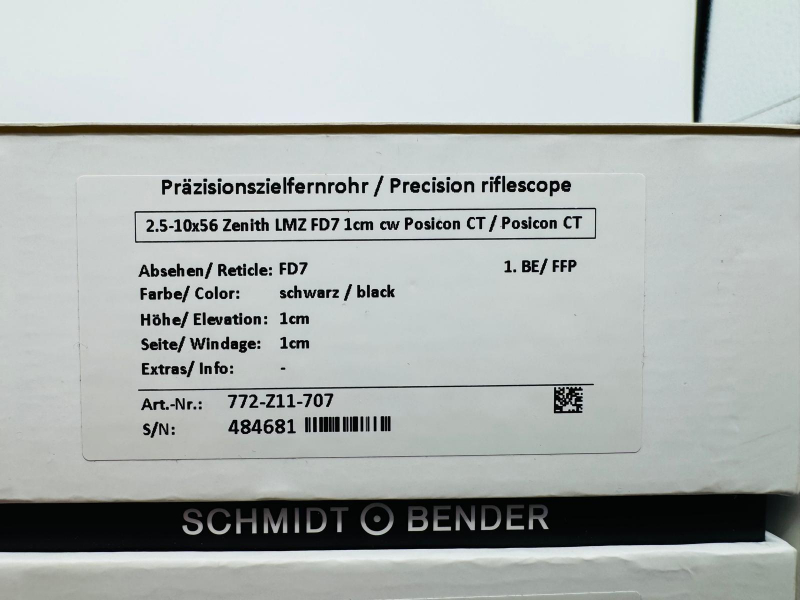 Präzisionszielfernrohr / Precision riflescope
2.5-10x56 Zenith LMZ FD7 1cm cw Posicon CT / Posicon CT
Absehen/ Reticle: FD7 1. BE/ FFP
Farbe/ Color: schwarz / black
Höhe/ Elevation: 1cm
Seite/ Windage: 1cm
Extras/ Info: -
Art.-Nr.: 772-Z11-707
S/N: 484681
SCHMIDT BENDER